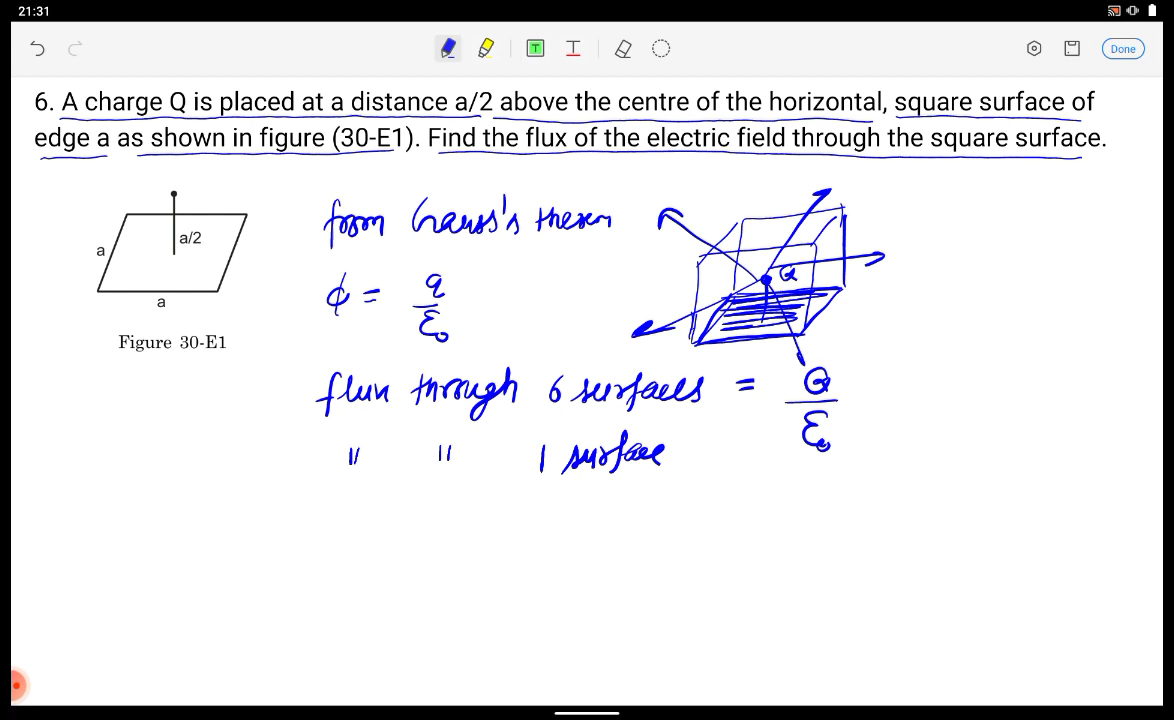 21:31
T T Done
6. A charge Q is placed at a distance a/2 above the centre of the horizontal, square surface of
edge a as shown in figure (30-E1). Find the flux of the electric field through the square surface.
a/2
a
a
Figure 30-E1
from Gauss's therem
Q
ϕ = q/ε₀
flux through 6 surfaces = Q/ε₀
" " 1 surface